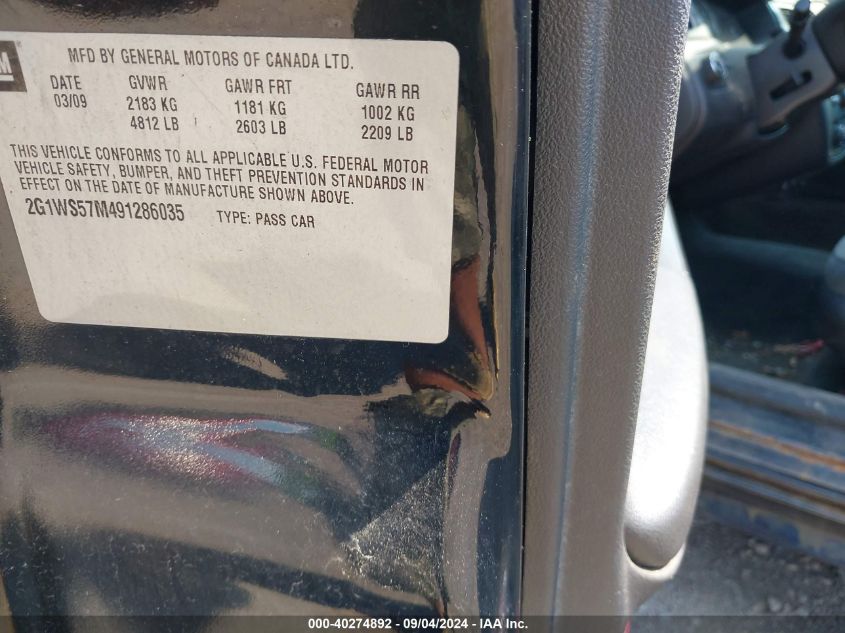 MFD BY GENERAL MOTORS OF CANADA LTD.
DATE GVWR GAWR FRT GAWR RR
03/09 2183 KG 1181 KG 1002 KG
4812 LB 2603 LB 2209 LB
THIS VEHICLE CONFORMS TO ALL APPLICABLE U.S. FEDERAL MOTOR
VEHICLE SAFETY, BUMPER, AND THEFT PREVENTION STANDARDS IN
EFFECT ON THE DATE OF MANUFACTURE SHOWN ABOVE.
2G1WS57M491286035 TYPE: PASS CAR
000-40274892 - 09/04/2024 - IAA Inc.